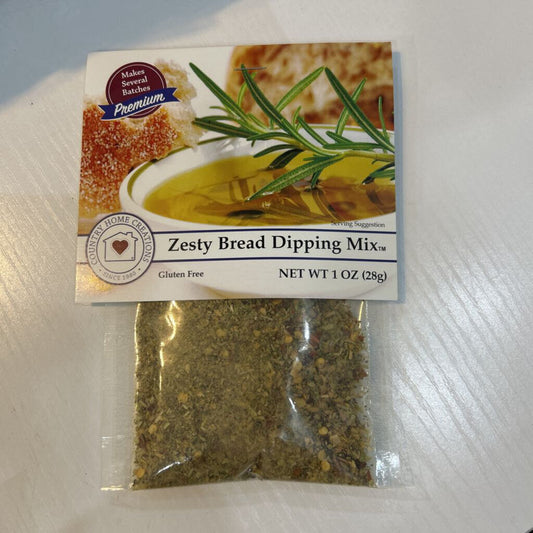 Makes
Several
Batches
Premium
Serving Suggestion
COUNTRY HOME CREATIONS
• SINCE 1980 •
Zesty Bread Dipping Mix™
Gluten Free
NET WT 1 OZ (28g)